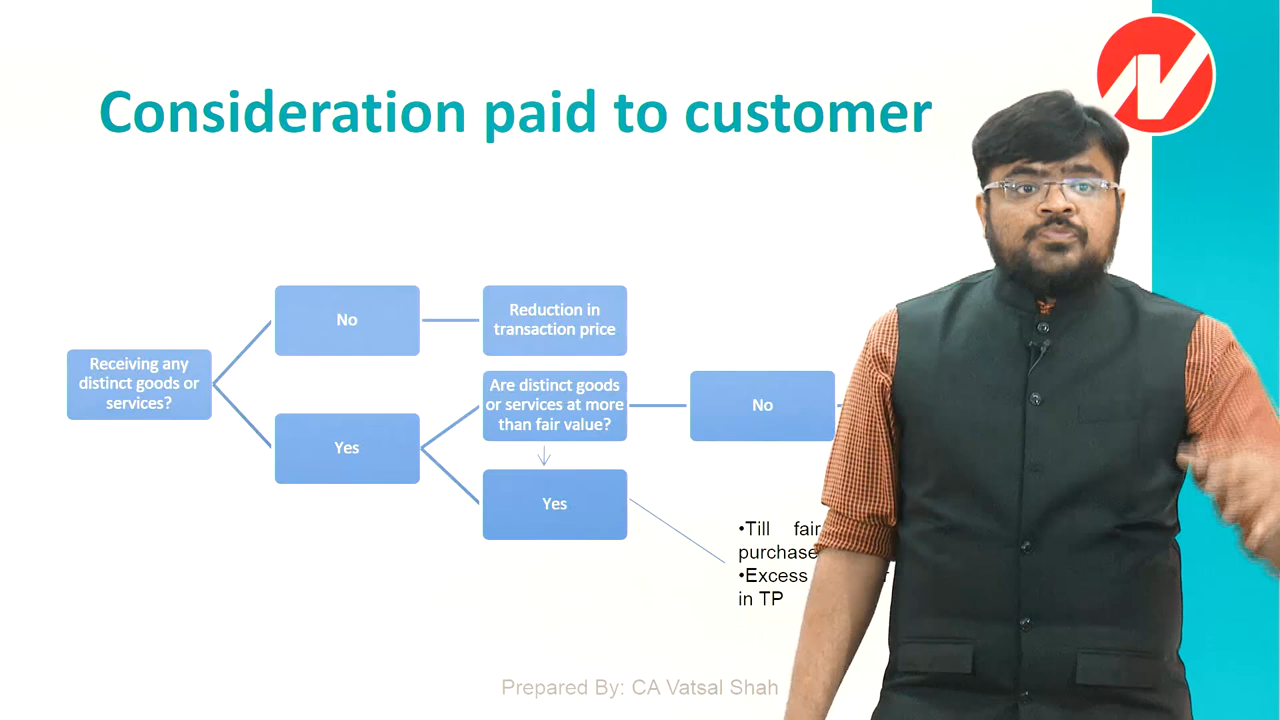 Consideration paid to customer
No
Reduction in
transaction price
Receiving any
distinct goods or
services?
Are distinct goods
or services at more
than fair value?
No
Yes
Yes
•Till fair
purchase
•Excess
in TP
Prepared By: CA Vatsal Shah